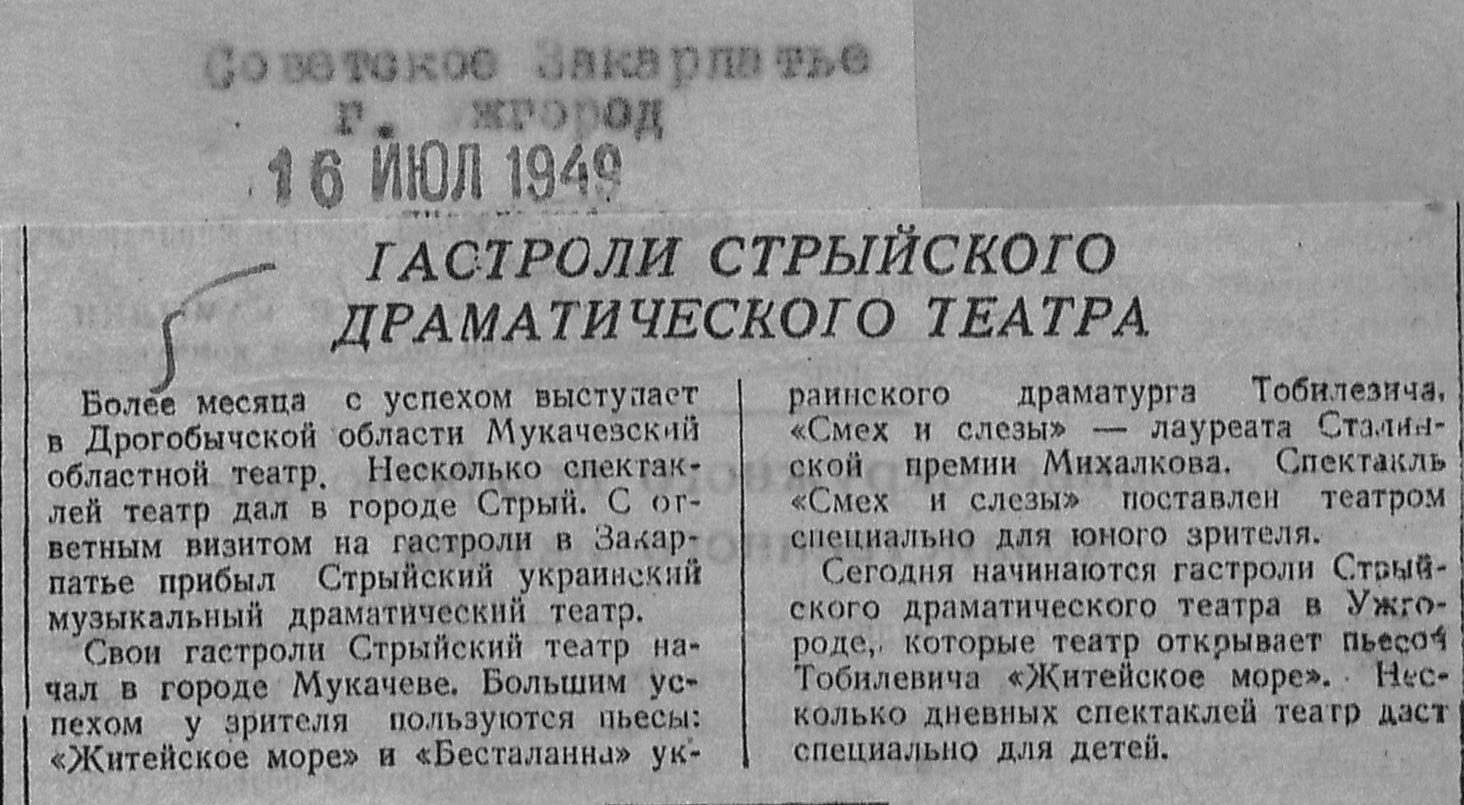 Советское Закарпатье
г. Ужгород
16 ИЮЛ 1949
ГАСТРОЛИ СТРЫЙСКОГО
ДРАМАТИЧЕСКОГО ТЕАТРА
Более месяца с успехом выступает
в Дрогобычской области Мукачевский
областной театр. Несколько спектак-
лей театр дал в городе Стрый. С от-
ветным визитом на гастроли в Закар-
патье прибыл Стрыйский украинский
музыкальный драматический театр.
Свои гастроли Стрыйский театр на-
чал в городе Мукачеве. Большим ус-
пехом у зрителя пользуются пьесы:
«Житейское море» и «Бесталанна» ук-
раинского драматурга Тобилевича,
«Смех и слезы» — лауреата Сталин-
ской премии Михалкова. Спектакль
«Смех и слезы» поставлен театром
специально для юного зрителя.
Сегодня начинаются гастроли Стрый-
ского драматического театра в Ужго-
роде, которые театр открывает пьесой
Тобилевича «Житейское море». Нес-
колько дневных спектаклей театр даст
специально для детей.